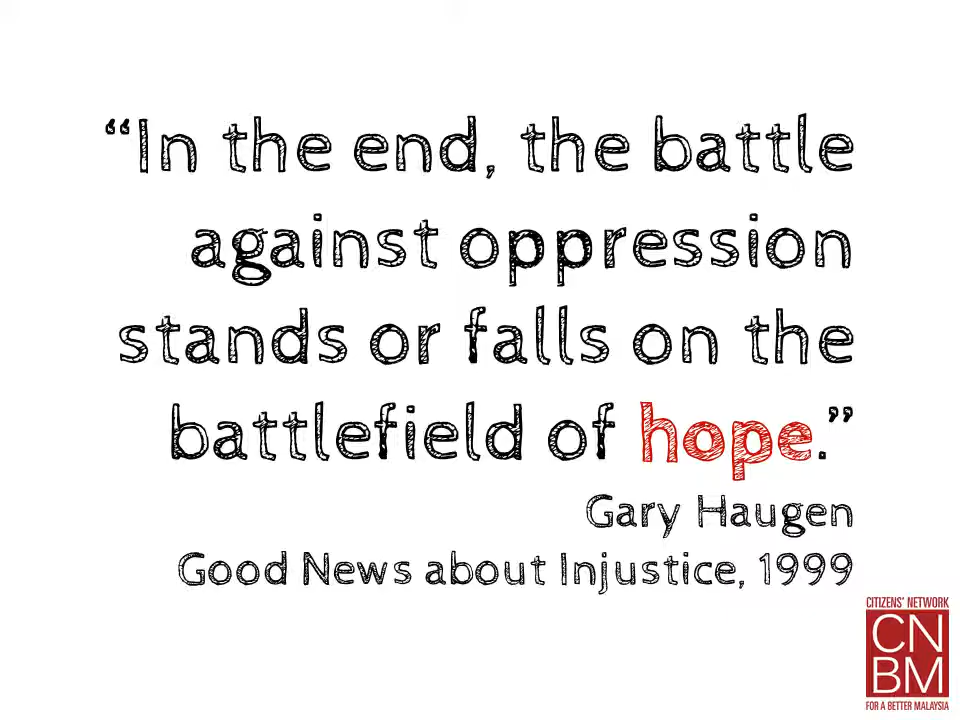 “In the end, the battle
against oppression
stands or falls on the
battlefield of hope.”
Gary Haugen
Good News about Injustice, 1999
CITIZENS’ NETWORK
CN
BM
FOR A BETTER MALAYSIA